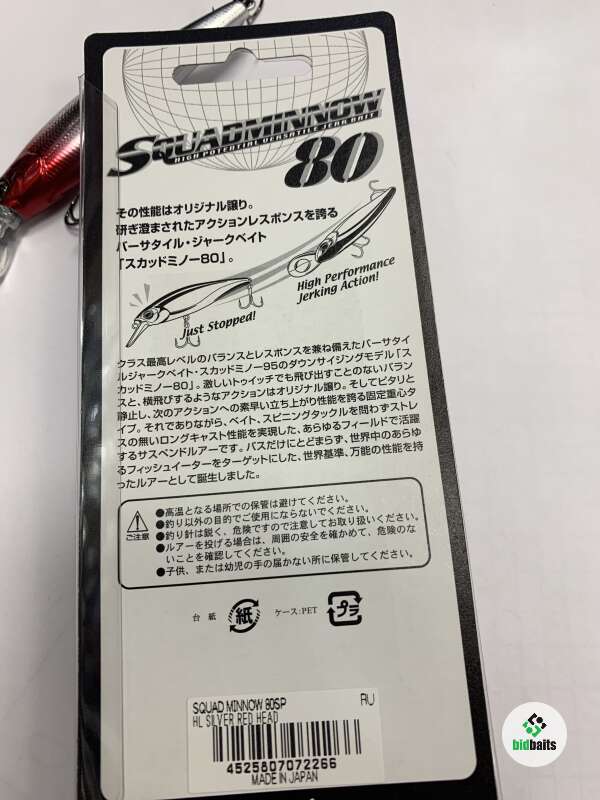 SQUADMINNOW
HIGH POTENTIAL VERSATILE JERK BAIT
80
その性能はオリジナル譲り。
研ぎ澄まされたアクションレスポンスを誇る
バーサタイル・ジャークベイト
「スカッドミノー80」。
High Performance
Jerking Action!
Just Stopped!
クラス最高レベルのバランスとレスポンスを兼ね備えたバーサタイ
ルジャークベイト・スカッドミノー95のダウンサイジングモデル「ス
カッドミノー80」。激しいトゥイッチでも飛び出すことのないバラン
スと、横飛びするようなアクションはオリジナル譲り。そしてピタリと
静止し、次のアクションへの素早い立ち上がり性能を誇る固定重心タ
イプ。それでありながら、ベイト、スピニングタックルを問わずストレ
スの無いロングキャスト性能を実現した、あらゆるフィールドで活躍
するサスペンドルアーです。バスだけにとどまらず、世界中のあらゆ
るフィッシュイーターをターゲットにした、世界基準、万能の性能を持
ったルアーとして誕生しました。
ご注意
●高温となる場所での保管は避けてください。
●釣り以外の目的でご使用にならないでください。
●釣り針は鋭く、危険ですので注意してお取り扱いください。
●ルアーを投げる場合は、周囲の安全を確かめて、危険のな
いことを確認してください。
●子供、または幼児の手の届かない所に保管してください。
台紙 紙 ケース:PET プラ
SQUAD MINNOW 80SP RU
HL SILVER RED HEAD
4525807072266
MADE IN JAPAN
bidbaits